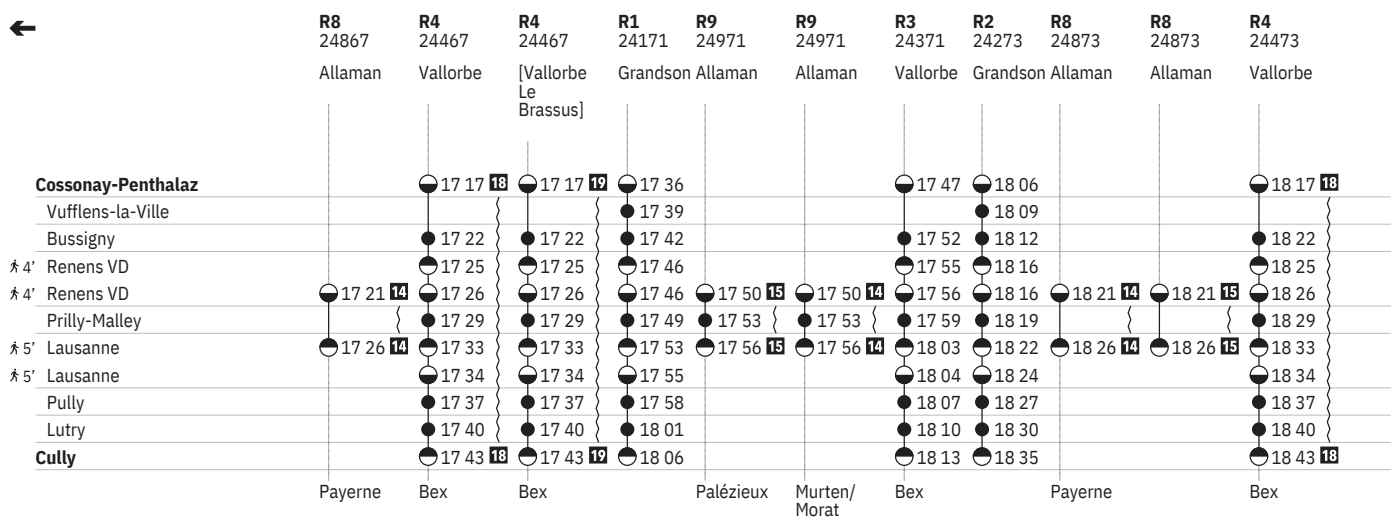 R8 R4 R4 R1 R9 R9 R3 R2 R8 R8 R4
24867 24467 24467 24171 24971 24971 24371 24273 24873 24873 24473
Allaman Vallorbe [Vallorbe Grandson Allaman Allaman Vallorbe Grandson Allaman Allaman Vallorbe
Le
Brassus]
Cossonay-Penthalaz 17 17 18 17 17 19 17 36 17 47 18 06 18 17 18
Vufflens-la-Ville 17 39 18 09
Bussigny 17 22 17 22 17 42 17 52 18 12 18 22
4' Renens VD 17 25 17 25 17 46 17 55 18 16 18 25
4' Renens VD 17 21 14 17 26 17 26 17 46 17 50 15 17 50 14 17 56 18 16 18 21 14 18 21 15 18 26
Prilly-Malley 17 29 17 29 17 49 17 53 17 53 17 59 18 19 18 29
5' Lausanne 17 26 14 17 33 17 33 17 53 17 56 15 17 56 14 18 03 18 22 18 26 14 18 26 15 18 33
5' Lausanne 17 34 17 34 17 55 18 04 18 24 18 34
Pully 17 37 17 37 17 58 18 07 18 27 18 37
Lutry 17 40 17 40 18 01 18 10 18 30 18 40
Cully 17 43 18 17 43 19 18 06 18 13 18 35 18 43 18
Payerne Bex Bex Palézieux Murten/ Bex Payerne Bex
Morat